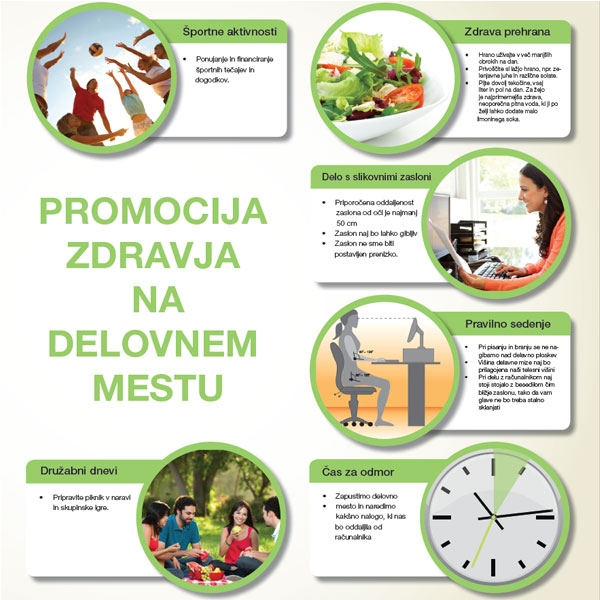 Športne aktivnosti
Ponujanje in financiranje
športnih tečajev in
dogodkov.
Zdrava prehrana
Hrano uživajte v več manjših
obrokih na dan.
Privoščite si lažjo hrano, npr. ze-
lenjavne juhe in različne solate.
Pijte dovolj tekočine, vsaj
liter in pol na dan. Za žejo
je najprimernejša zdrava,
neoporečna pitna voda, ki ji po
želji lahko dodate malo
limoninega soka.
PROMOCIJA
ZDRAVJA
NA
DELOVNEM
MESTU
Delo s slikovnimi zasloni
Priporočena oddaljenost
zaslona od oči je najmanj
50 cm
Zaslon naj bo lahko gibljiv
Zaslon ne sme biti
postavljen prenizko.
Pravilno sedenje
Pri pisanju in branju se ne na-
gibamo nad delavno ploskev
Višina delavne mize naj bo
prilagojena naši telesni višini
Pri delu z računalnikom naj
stoji stojalo z besedilom čim
bližje zaslonu, tako da vam
glave ne bo treba stalno
sklanjati
Družabni dnevi
Pripravite piknik v naravi
in skupinske igre.
Čas za odmor
Zapustimo delovno
mesto in naredimo
kakšno nalogo, ki nas
bo oddaljila od
računalnika